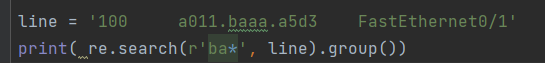 line = '100     a011.baaa.a5d3    FastEthernet0/1'
print( re.search(r'ba*', line).group())